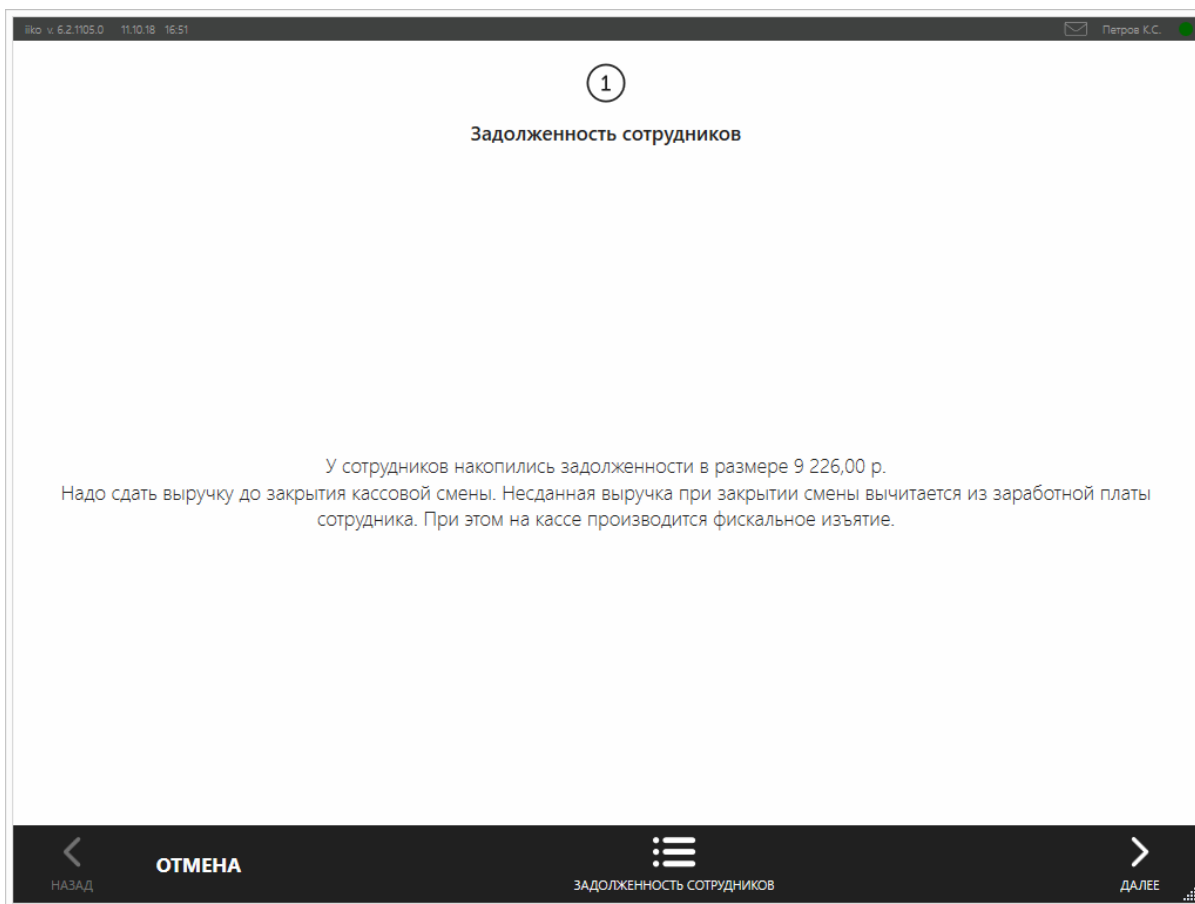 iiko v. 6.2.1105.0 11.10.18 16:51 Петров К.С.
1
Задолженность сотрудников
У сотрудников накопились задолженности в размере 9 226,00 р.
Надо сдать выручку до закрытия кассовой смены. Несданная выручка при закрытии смены вычитается из заработной платы
сотрудника. При этом на кассе производится фискальное изъятие.
НАЗАД ОТМЕНА ЗАДОЛЖЕННОСТЬ СОТРУДНИКОВ ДАЛЕЕ